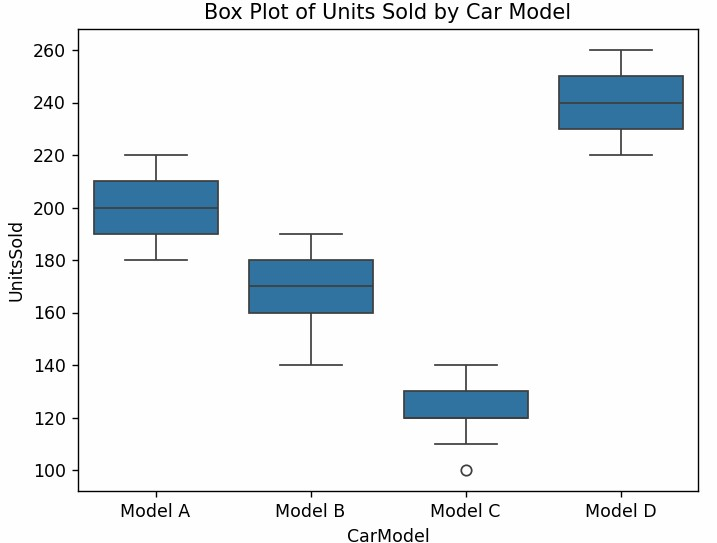 Box Plot of Units Sold by Car Model
UnitsSold
260
240
220
200
180
160
140
120
100
Model A Model B Model C Model D
CarModel